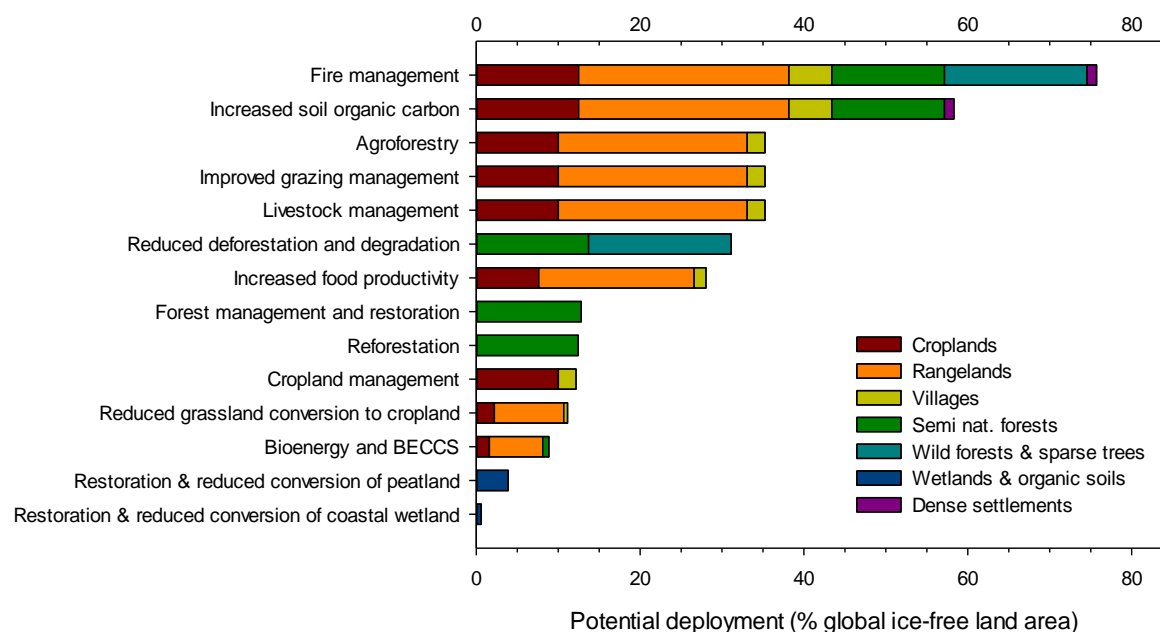 0 20 40 60 80
Fire management
Increased soil organic carbon
Agroforestry
Improved grazing management
Livestock management
Reduced deforestation and degradation
Increased food productivity
Forest management and restoration
Reforestation
Cropland management
Reduced grassland conversion to cropland
Bioenergy and BECCS
Restoration & reduced conversion of peatland
Restoration & reduced conversion of coastal wetland
Croplands
Rangelands
Villages
Semi nat. forests
Wild forests & sparse trees
Wetlands & organic soils
Dense settlements
0 20 40 60 80
Potential deployment (% global ice-free land area)